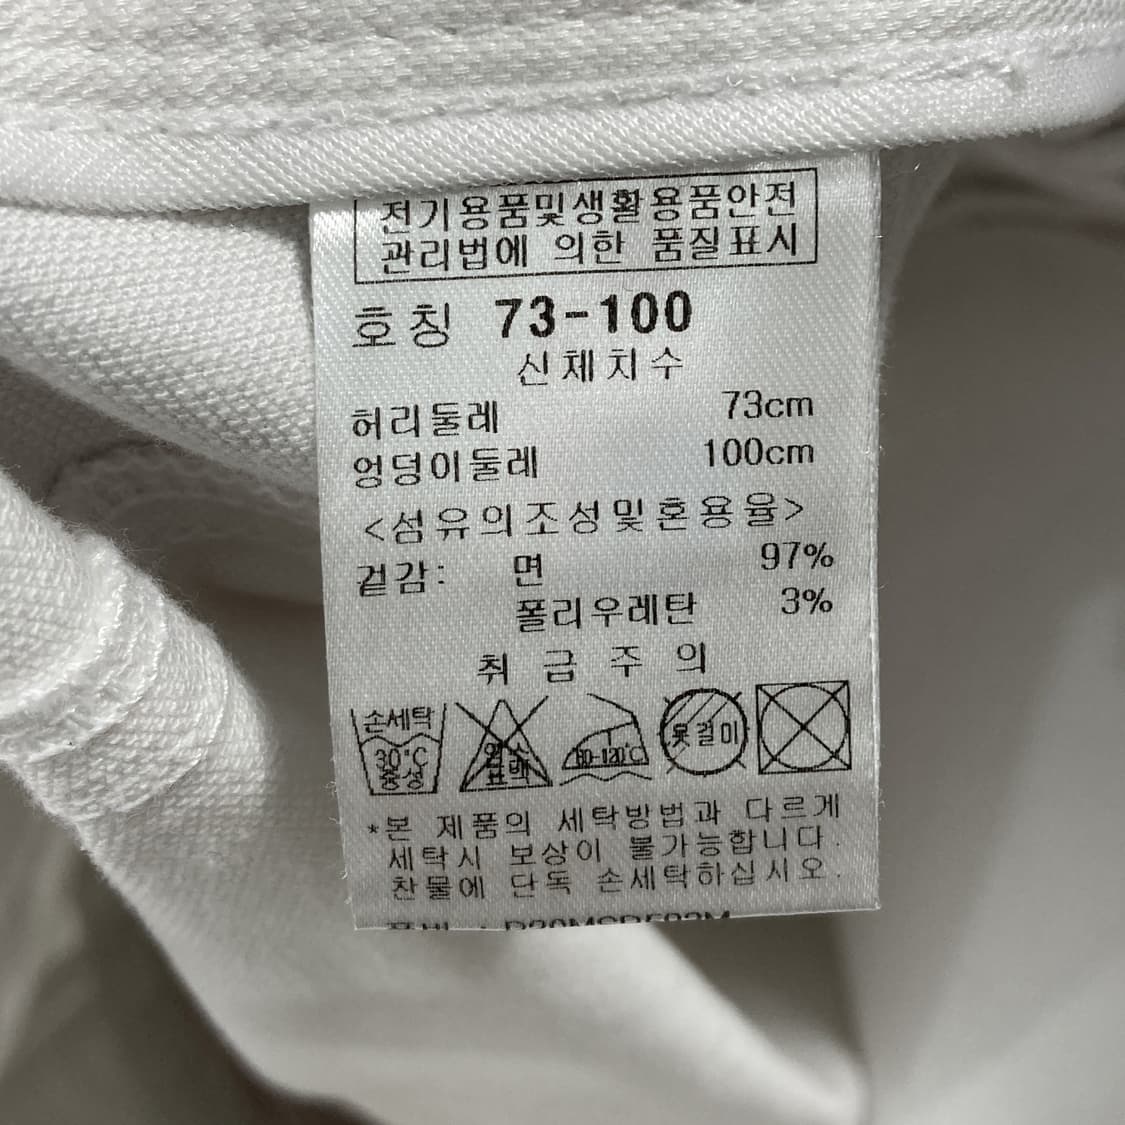 전기용품및생활용품안전
관리법에 의한 품질표시
호칭 73-100
신체치수
허리둘레 73cm
엉덩이둘레 100cm
<섬유의조성및혼용율>
겉감: 면 97%
폴리우레탄 3%
취급주의
손세탁 30℃ 중성
염소 표백
80-120℃
옷걸이
*본 제품의 세탁방법과 다르게
세탁시 보상이 불가능합니다.
찬물에 단독 손세탁하십시오.